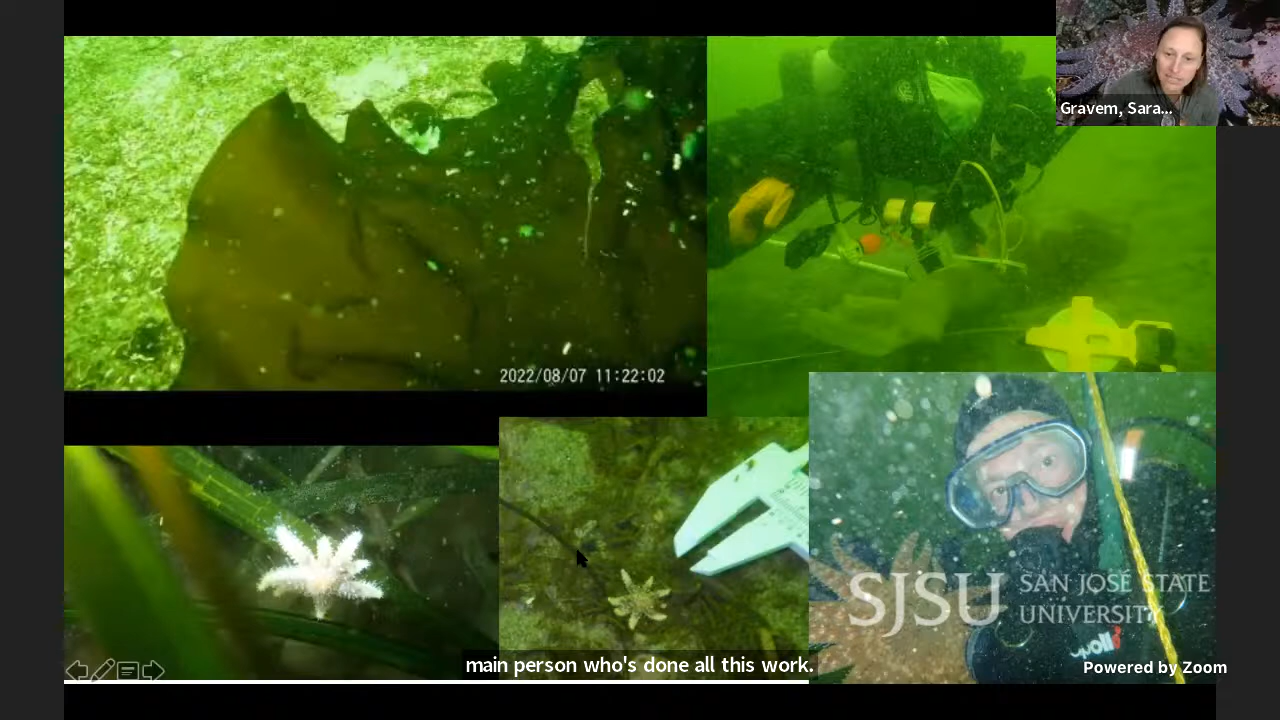 Gravem, Sara...
2022/08/07 11:22:02
SJSU SAN JOSÉ STATE
UNIVERSITY
main person who's done all this work.
Powered by Zoom